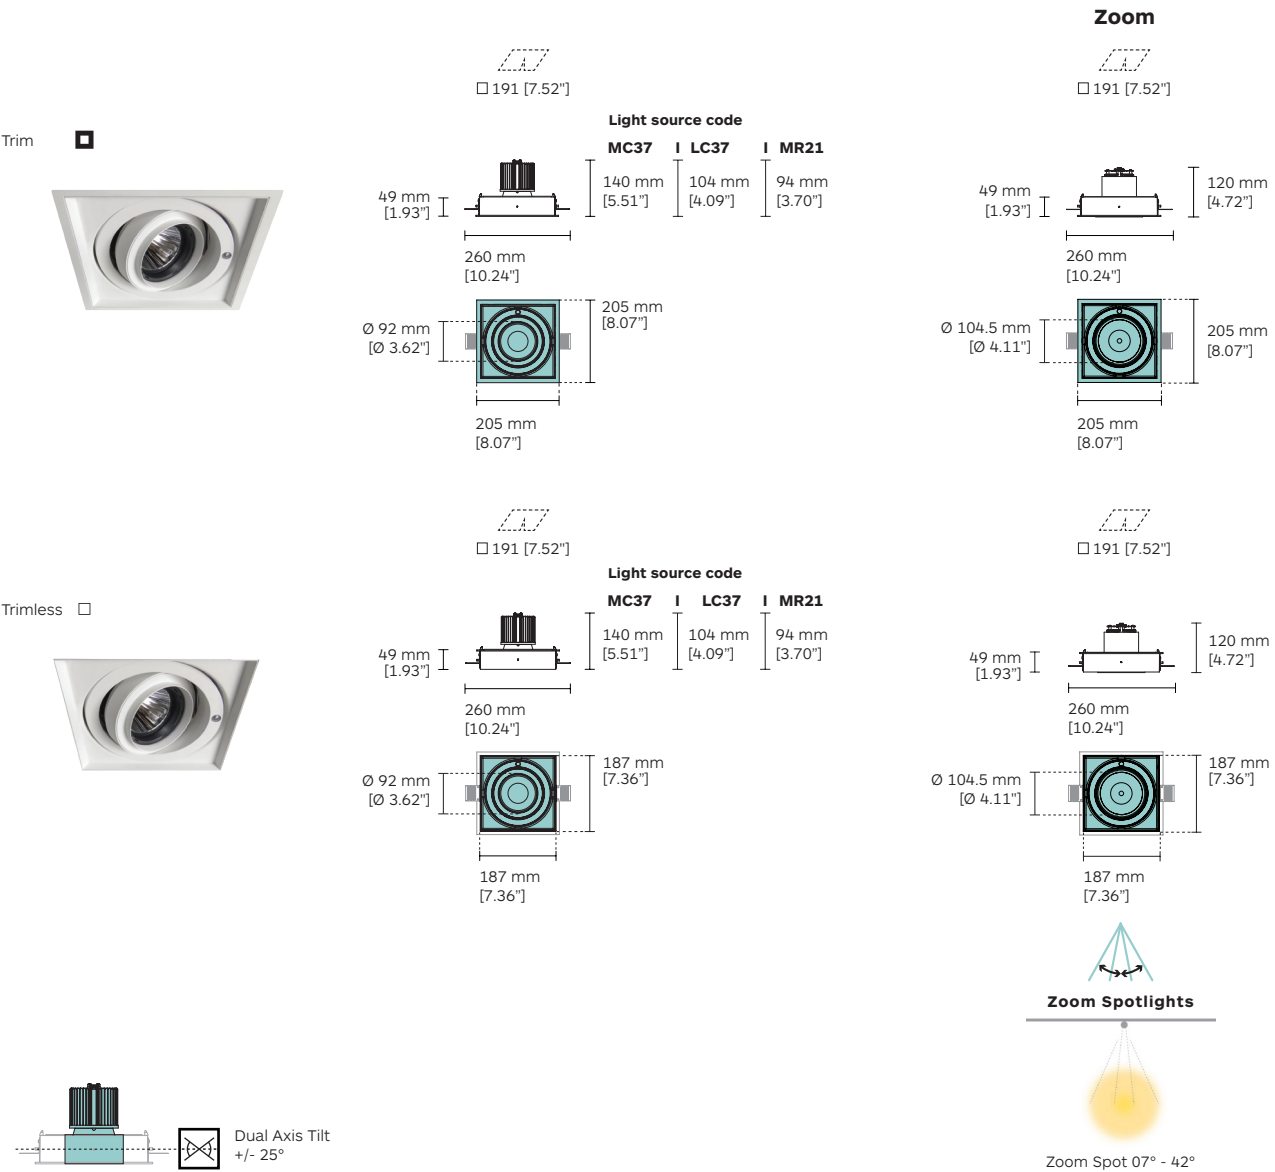 Zoom
□ 191 [7.52"]
□ 191 [7.52"]
Trim
Light source code
MC37 I LC37 I MR21
140 mm
[5.51”]
104 mm
[4.09”]
94 mm
[3.70”]
49 mm
[1.93”]
260 mm
[10.24"]
49 mm
[1.93”]
120 mm
[4.72”]
260 mm
[10.24"]
Ø 92 mm
[Ø 3.62"]
205 mm
[8.07”]
205 mm
[8.07”]
Ø 104.5 mm
[Ø 4.11"]
205 mm
[8.07”]
205 mm
[8.07”]
□ 191 [7.52"]
□ 191 [7.52"]
Trimless
Light source code
MC37 I LC37 I MR21
140 mm
[5.51”]
104 mm
[4.09”]
94 mm
[3.70”]
49 mm
[1.93”]
260 mm
[10.24"]
49 mm
[1.93”]
120 mm
[4.72”]
260 mm
[10.24"]
Ø 92 mm
[Ø 3.62"]
187 mm
[7.36”]
187 mm
[7.36”]
Ø 104.5 mm
[Ø 4.11"]
187 mm
[7.36”]
187 mm
[7.36”]
Zoom Spotlights
Zoom Spot 07° - 42°
Dual Axis Tilt
+/- 25°